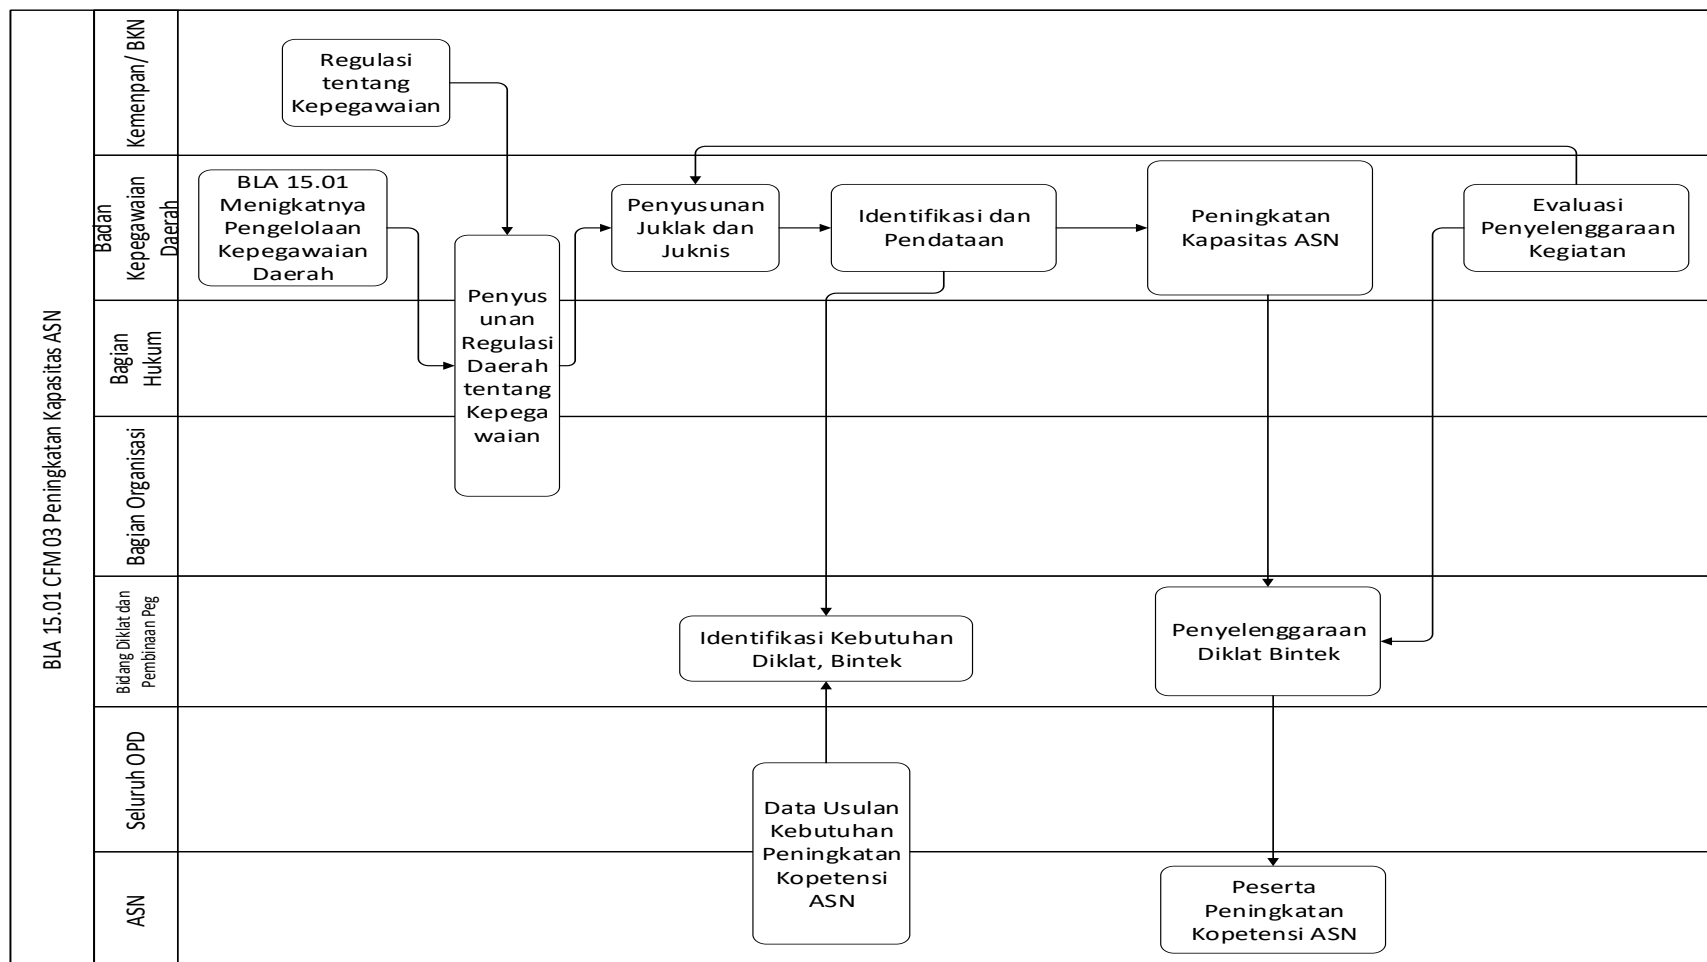 BLA 15.01 CFM 03 Peningkatan Kapasitas ASN
Kemenpan/ BKN
Regulasi
tentang
Kepegawaian
Badan
Kepegawaian
Daerah
BLA 15.01
Menigkatnya
Pengelolaan
Kepegawaian
Daerah
Penyusunan
Juklak dan
Juknis
Identifikasi dan
Pendataan
Peningkatan
Kapasitas ASN
Evaluasi
Penyelenggaraan
Kegiatan
Penyus
unan
Regulasi
Daerah
tentang
Kepega
waian
Bagian
Hukum
Bagian Organisasi
Bidang Diklat dan
Pembinaan Peg
Identifikasi Kebutuhan
Diklat, Bintek
Penyelenggaraan
Diklat Bintek
Seluruh OPD
Data Usulan
Kebutuhan
Peningkatan
Kopetensi
ASN
ASN
Peserta
Peningkatan
Kopetensi ASN